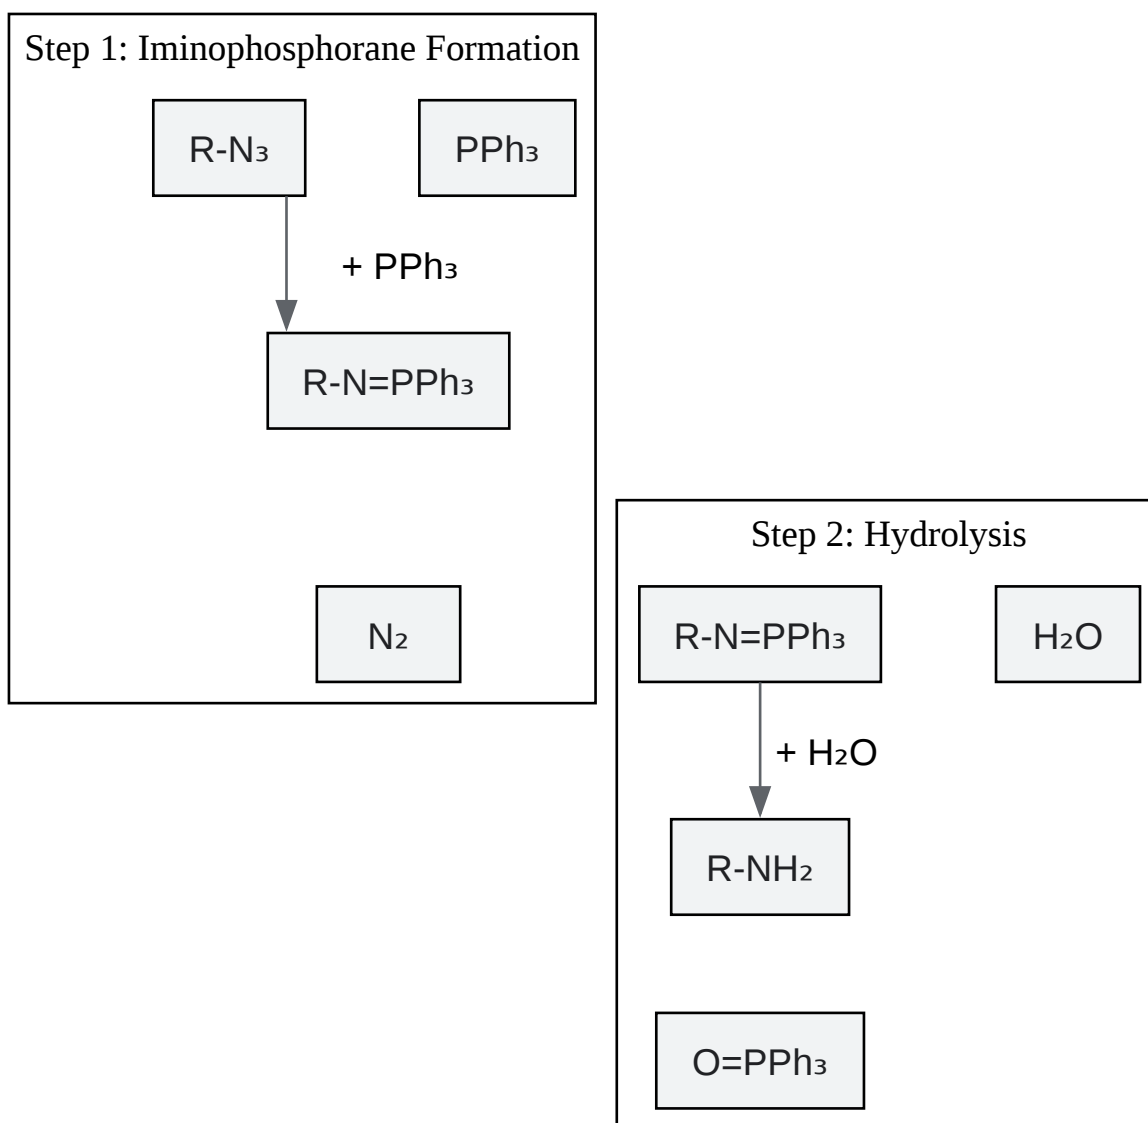 Step 1: Iminophosphorane Formation
R-N₃
PPh₃
+ PPh₃
R-N=PPh₃
N₂
Step 2: Hydrolysis
R-N=PPh₃
H₂O
+ H₂O
R-NH₂
O=PPh₃